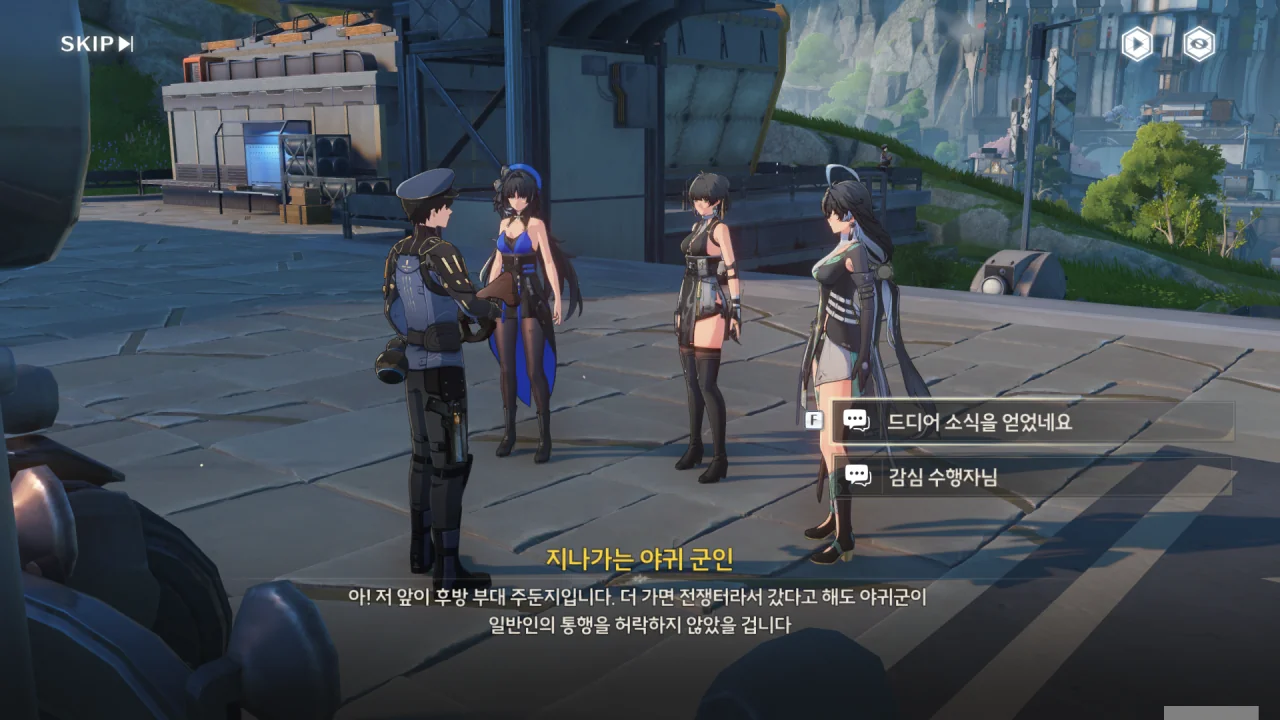 SKIP
F
드디어 소식을 얻었네요
감심 수행자님
지나가는 야귀 군인
아! 저 앞이 후방 부대 주둔지입니다. 더 가면 전쟁터라서 갔다고 해도 야귀군이
일반인의 통행을 허락하지 않았을 겁니다